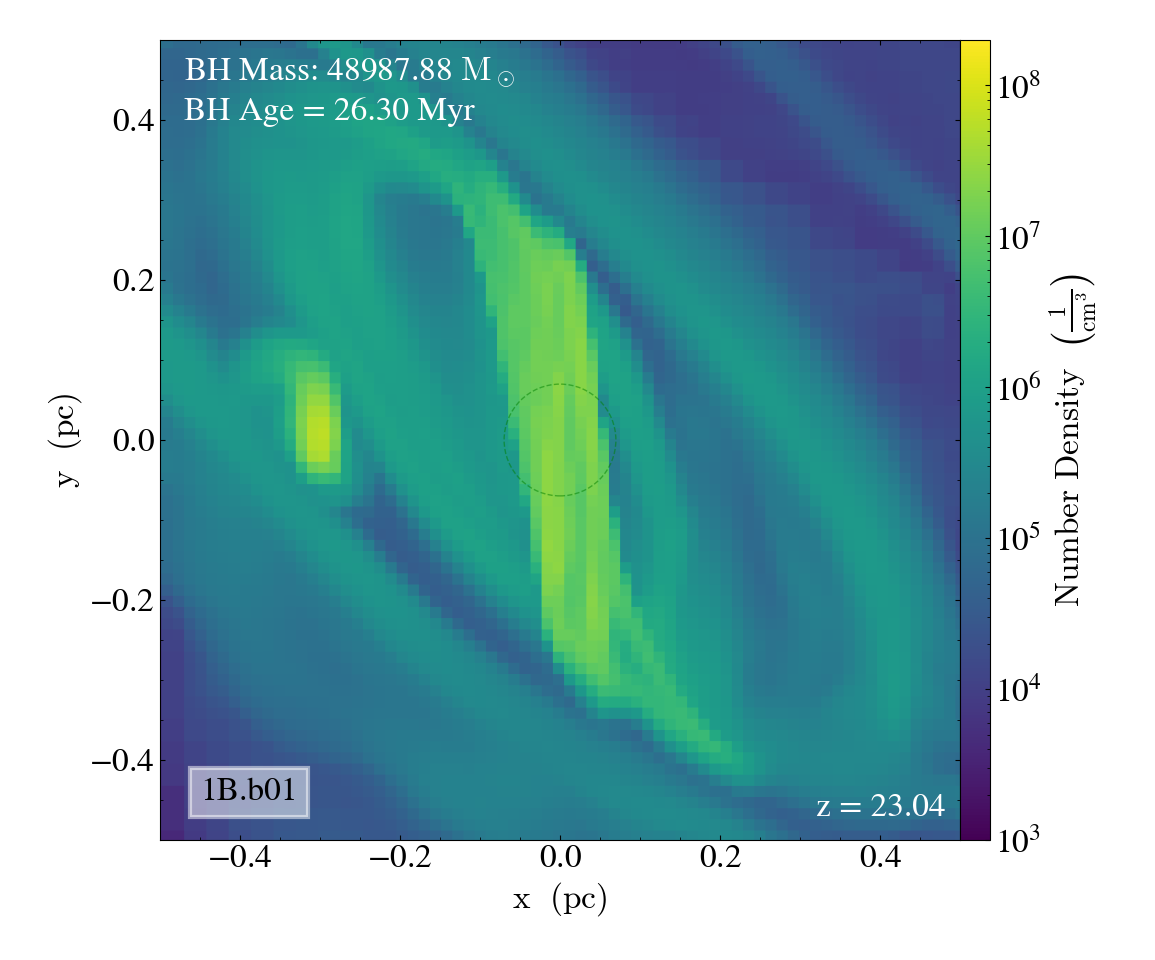 BH Mass: 48987.88 M⊙
BH Age = 26.30 Myr
1B.b01
z = 23.04
0.4
0.2
0.0
−0.2
−0.4
y (pc)
−0.4 −0.2 0.0 0.2 0.4
x (pc)
10⁸
10⁷
10⁶
10⁵
10⁴
10³
Number Density (1/cm³)